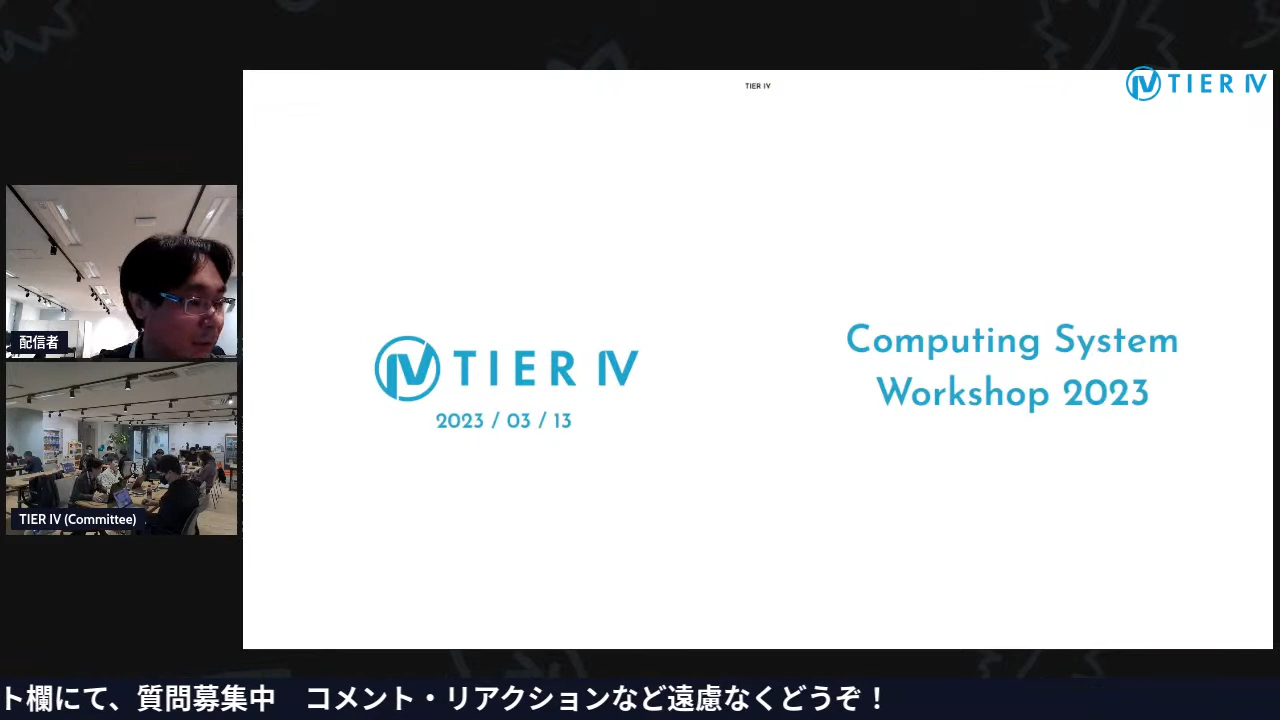 TIER IV
TIER IV
TIER IV
2023 / 03 / 13
Computing System
Workshop 2023
配信者
TIER IV (Committee)
ト欄にて、質問募集中　コメント・リアクションなど遠慮なくどうぞ！